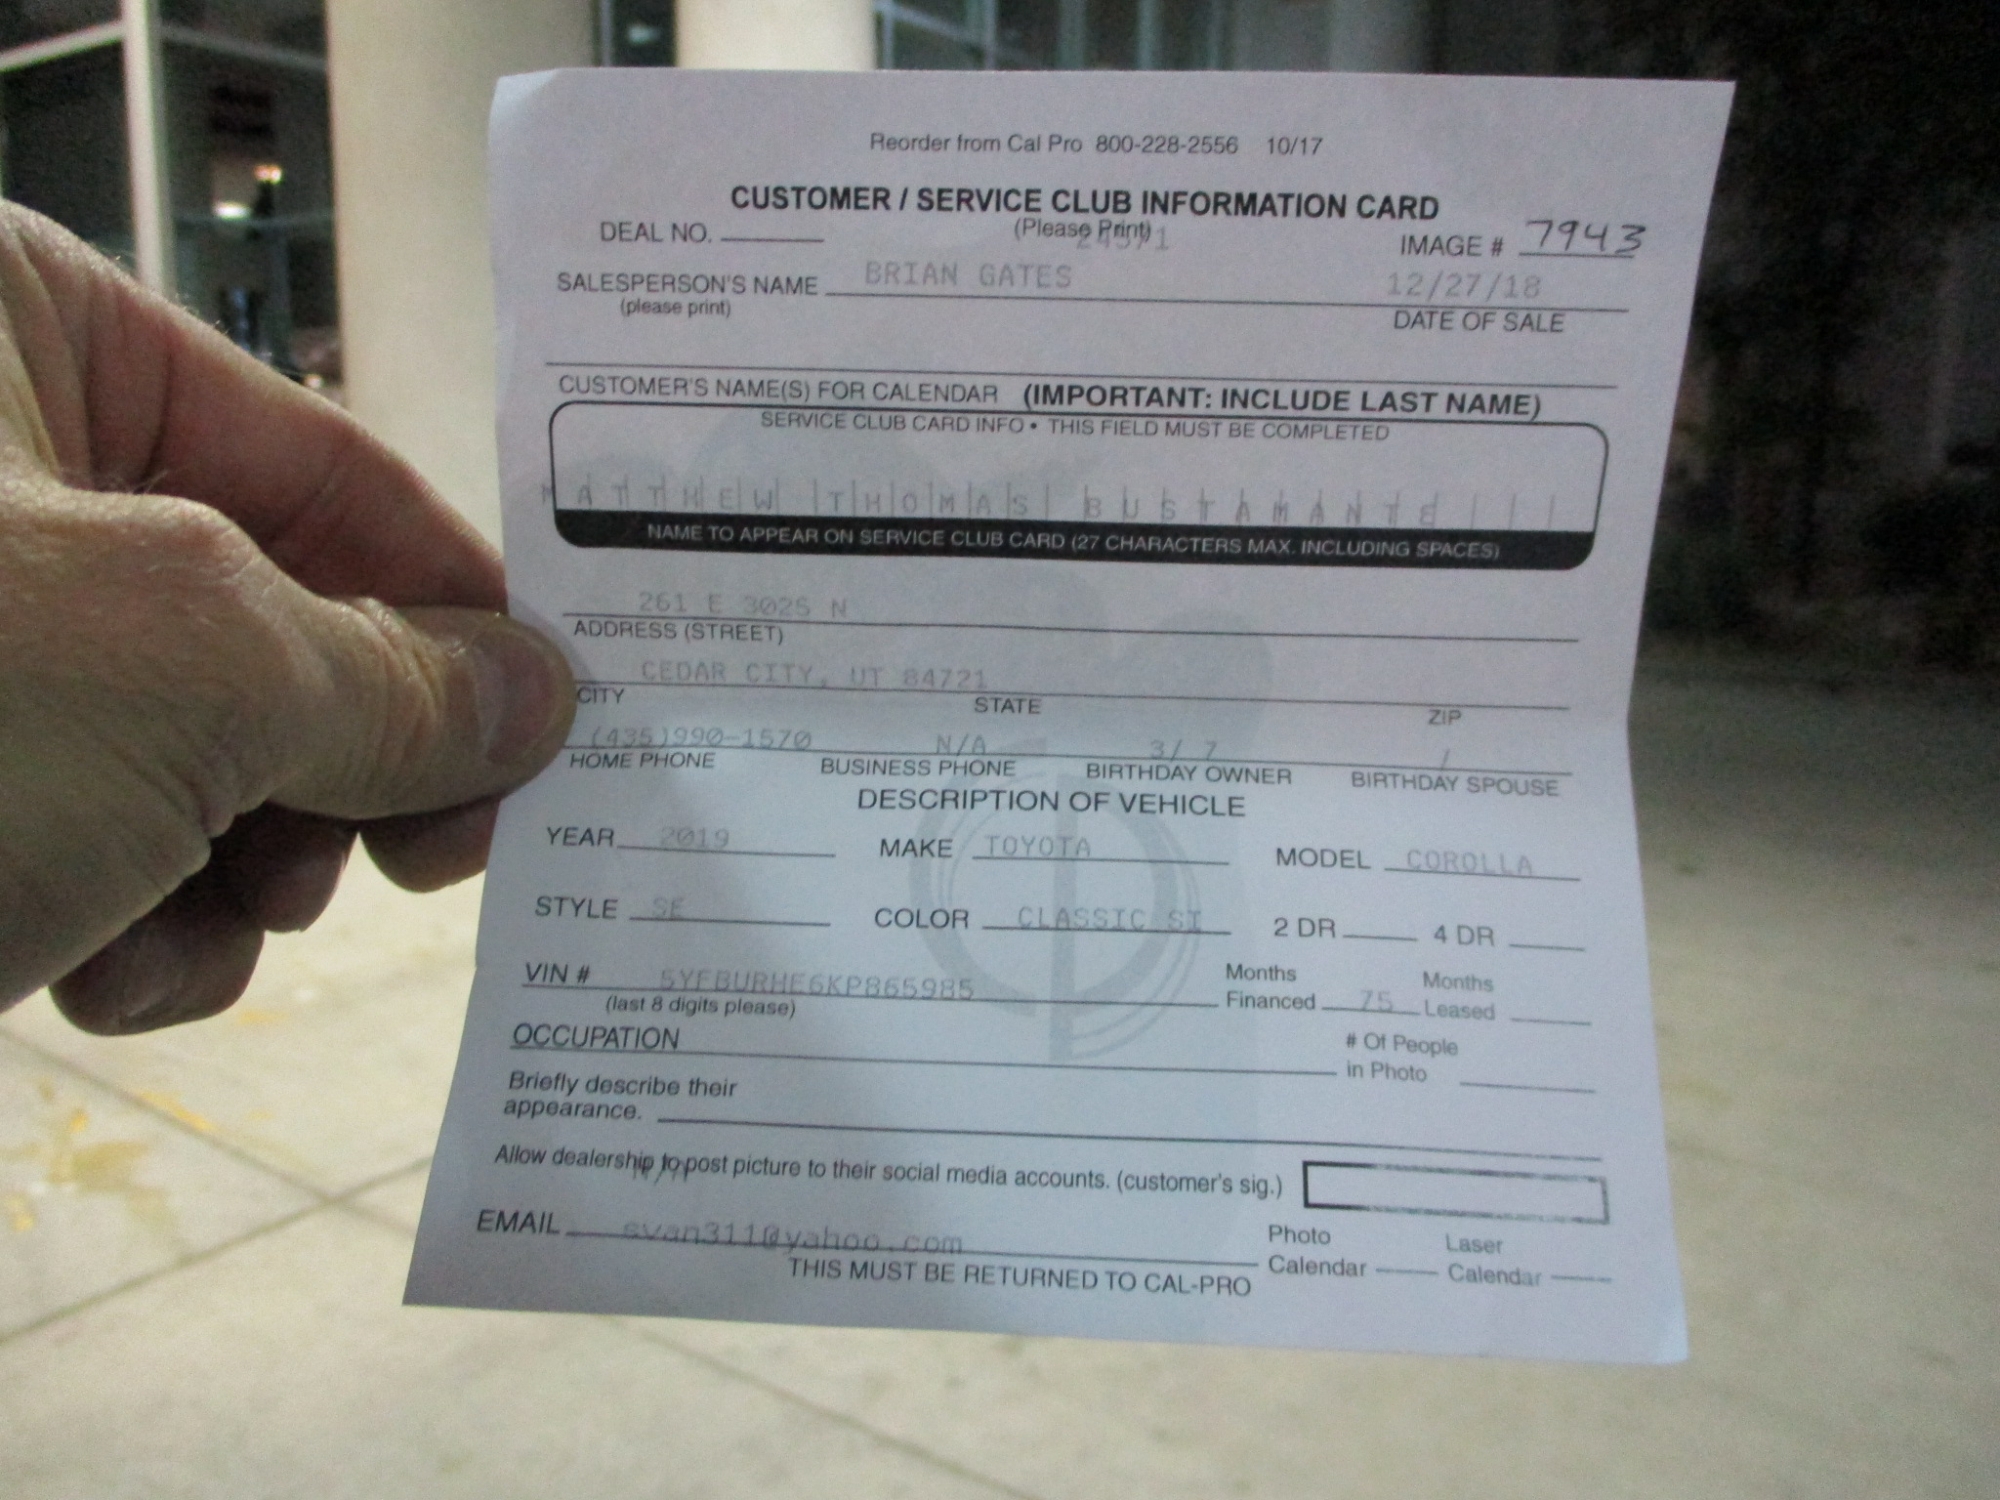 Reorder from Cal Pro 800-228-2556 10/17
CUSTOMER / SERVICE CLUB INFORMATION CARD
DEAL NO. (Please Print) IMAGE # 7943
SALESPERSON'S NAME BRIAN GATES 12/27/18
(please print) DATE OF SALE
CUSTOMER'S NAME(S) FOR CALENDAR (IMPORTANT: INCLUDE LAST NAME)
SERVICE CLUB CARD INFO • THIS FIELD MUST BE COMPLETED
MATTHEW THOMAS BUSTAMANTE
NAME TO APPEAR ON SERVICE CLUB CARD (27 CHARACTERS MAX. INCLUDING SPACES)
261 E 3025 N
ADDRESS (STREET)
CEDAR CITY, UT 84721
CITY STATE ZIP
(435)990-1570 N/A 3/ 7 /
HOME PHONE BUSINESS PHONE BIRTHDAY OWNER BIRTHDAY SPOUSE
DESCRIPTION OF VEHICLE
YEAR 2019 MAKE TOYOTA MODEL COROLLA
STYLE SE COLOR CLASSIC SI 2 DR 4 DR
VIN # 5YFBURHE6KP865985 Months Financed 75 Months Leased
(last 8 digits please)
OCCUPATION # Of People in Photo
Briefly describe their
appearance.
Allow dealership to post picture to their social media accounts. (customer's sig.)
EMAIL svan311@yahoo.com Photo Calendar Laser Calendar
THIS MUST BE RETURNED TO CAL-PRO